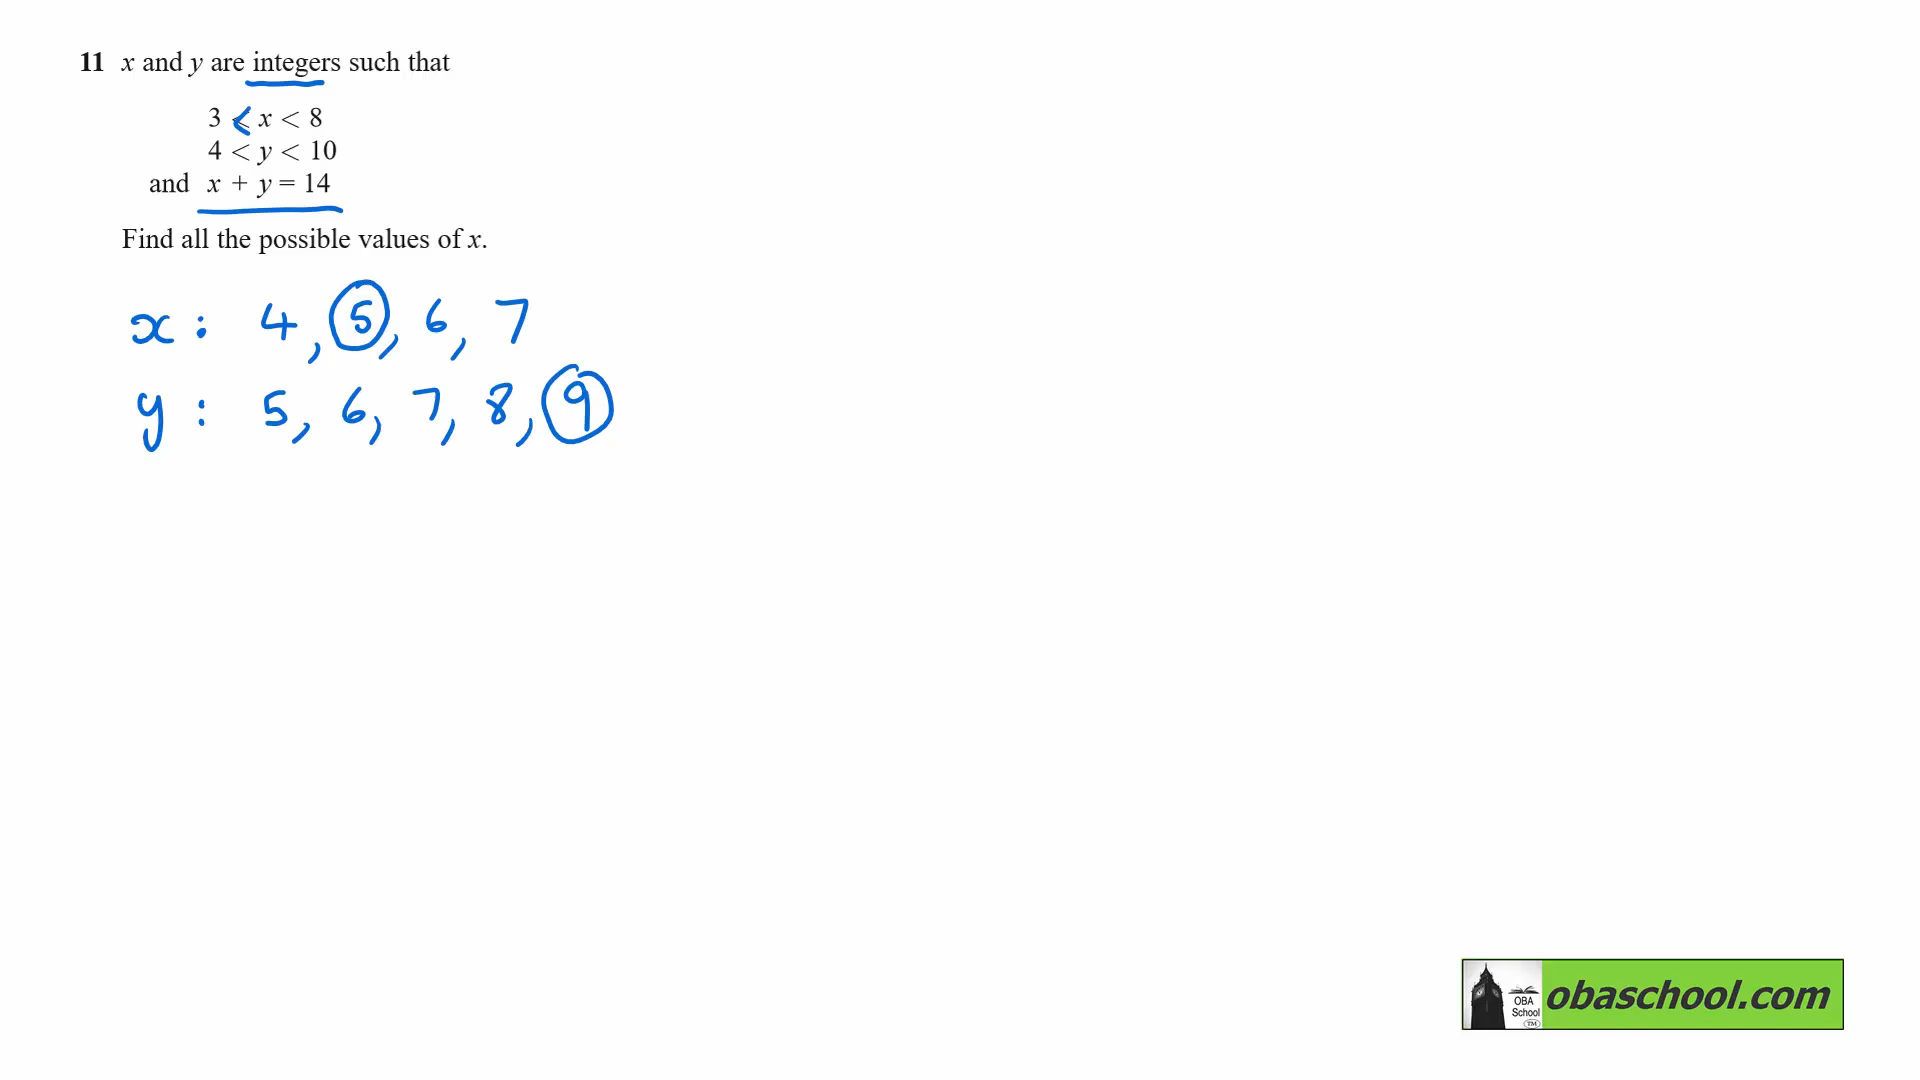 11 x and y are integers such that
3 < x < 8
4 < y < 10
and x + y = 14
Find all the possible values of x.
x : 4, 5, 6, 7
y : 5, 6, 7, 8, 9
OBA
School
TM
obaschool.com